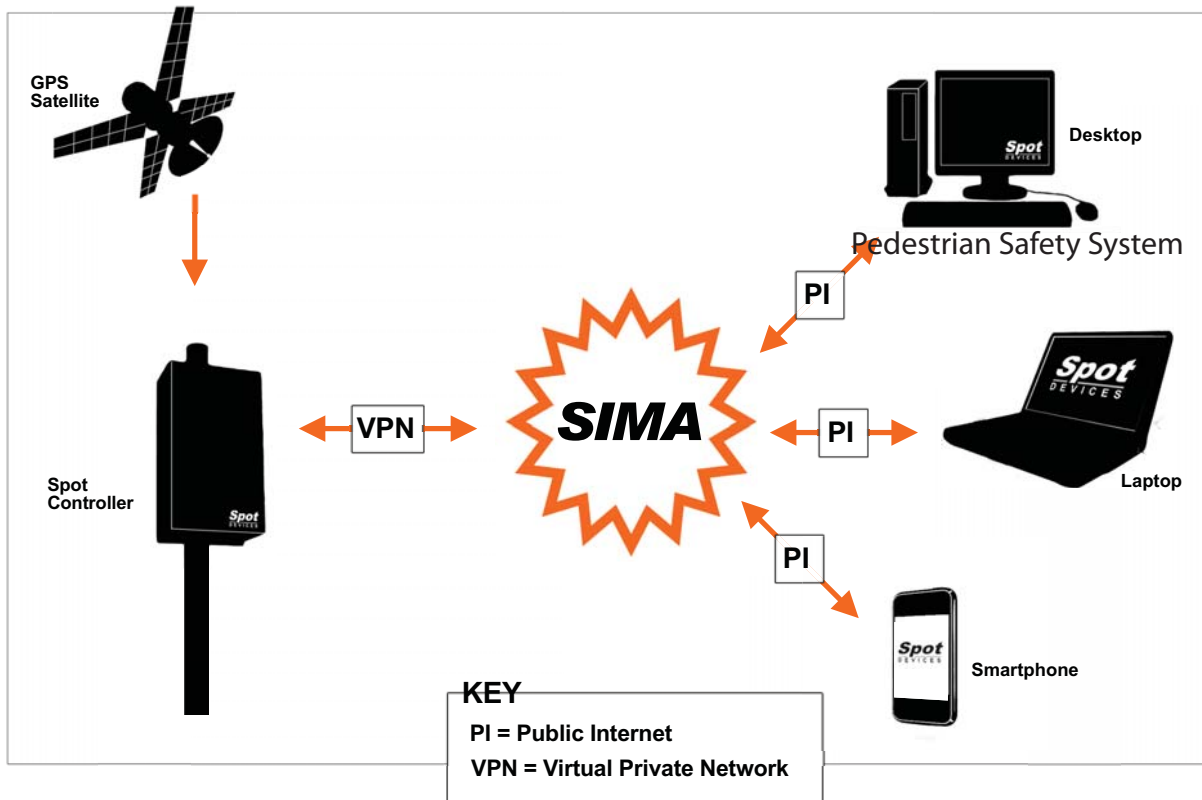 GPS
Satellite
Spot
DEVICES
Desktop
Pedestrian Safety System
PI
Spot
DEVICES
Laptop
SIMA
VPN
PI
Spot
Controller
Spot
DEVICES
PI
Spot
DEVICES
Smartphone
KEY
PI = Public Internet
VPN = Virtual Private Network